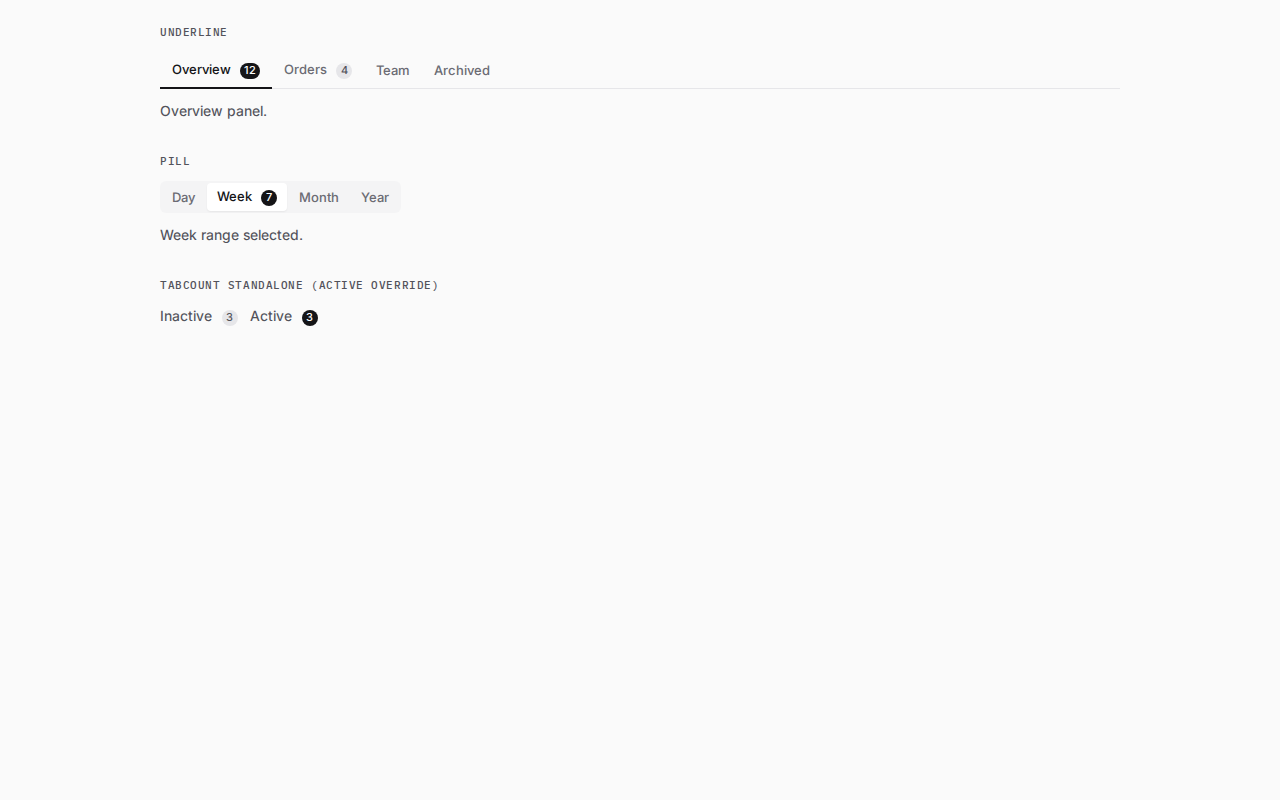 UNDERLINE
Overview 12 Orders 4 Team Archived
Overview panel.
PILL
Day Week 7 Month Year
Week range selected.
TABCOUNT STANDALONE (ACTIVE OVERRIDE)
Inactive 3 Active 3